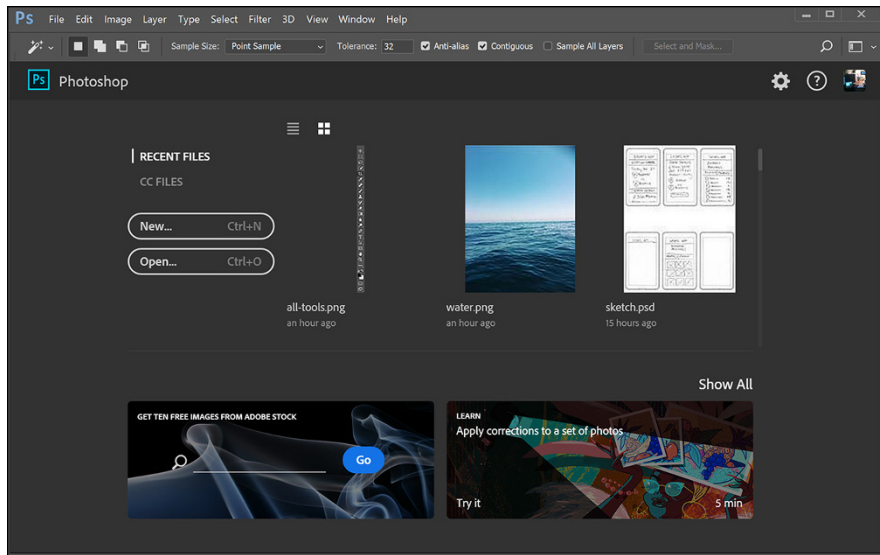 Ps File Edit Image Layer Type Select Filter 3D View Window Help
Sample Size: Point Sample Tolerance: 32 Anti-alias Contiguous Sample All Layers Select and Mask...
Ps Photoshop
RECENT FILES
CC FILES
New... Ctrl+N
Open... Ctrl+O
all-tools.png
an hour ago
water.png
an hour ago
sketch.psd
15 hours ago
Show All
GET TEN FREE IMAGES FROM ADOBE STOCK
Go
LEARN
Apply corrections to a set of photos
Try it
5 min